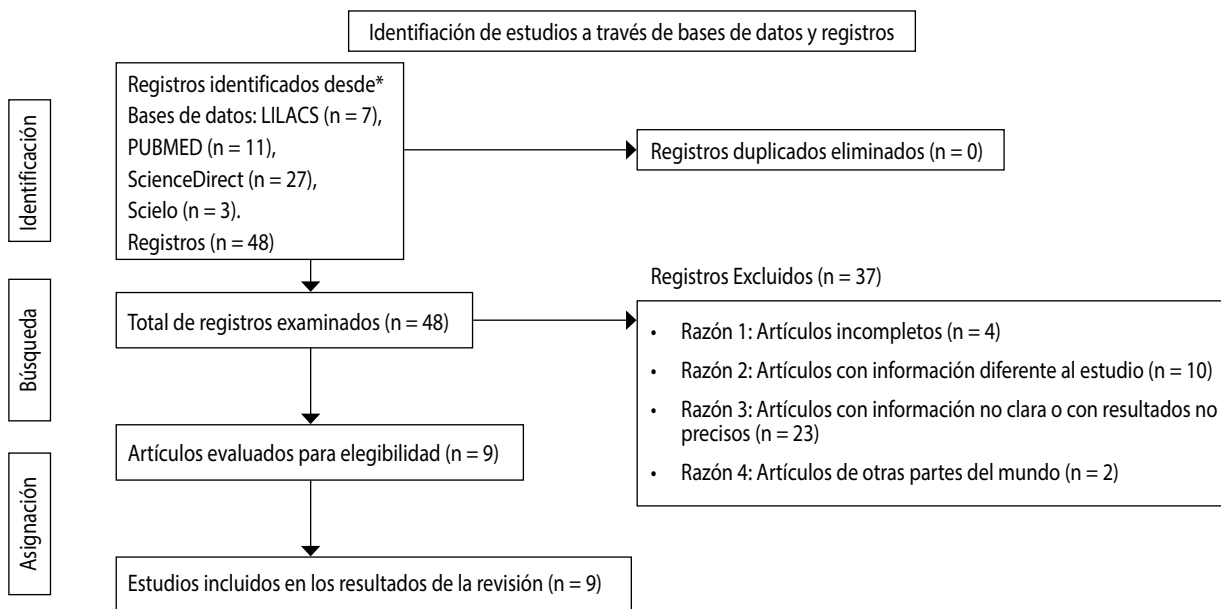 Identifiación de estudios a través de bases de datos y registros
Identificación
Registros identificados desde*
Bases de datos: LILACS (n = 7),
PUBMED (n = 11),
ScienceDirect (n = 27),
Scielo (n = 3).
Registros (n = 48)
Registros duplicados eliminados (n = 0)
Búsqueda
Total de registros examinados (n = 48)
Registros Excluidos (n = 37)
• Razón 1: Artículos incompletos (n = 4)
• Razón 2: Artículos con información diferente al estudio (n = 10)
• Razón 3: Artículos con información no clara o con resultados no
precisos (n = 23)
• Razón 4: Artículos de otras partes del mundo (n = 2)
Artículos evaluados para elegibilidad (n = 9)
Asignación
Estudios incluidos en los resultados de la revisión (n = 9)